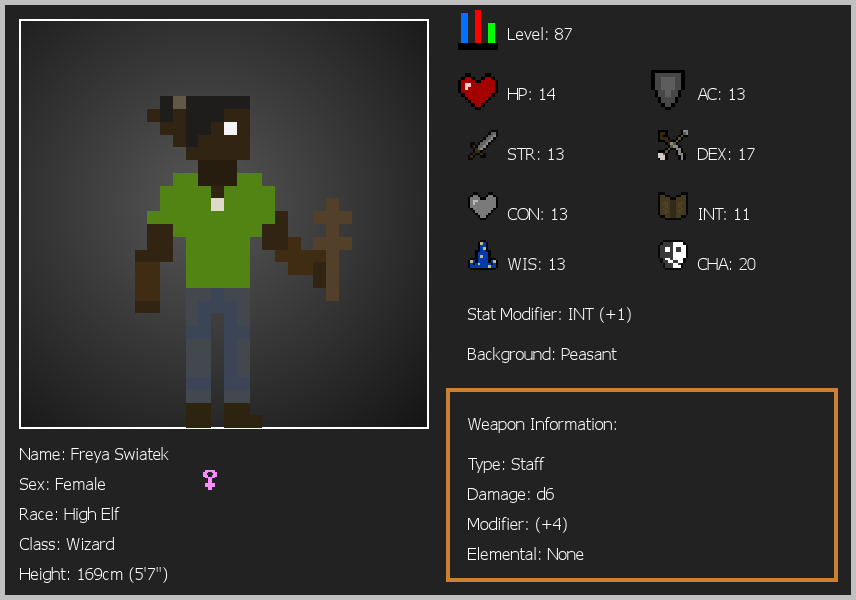 Level: 87
HP: 14
AC: 13
STR: 13
DEX: 17
CON: 13
INT: 11
WIS: 13
CHA: 20
Stat Modifier: INT (+1)
Background: Peasant
Weapon Information:
Type: Staff
Damage: d6
Modifier: (+4)
Elemental: None
Name: Freya Swiatek
Sex: Female
Race: High Elf
Class: Wizard
Height: 169cm (5'7")